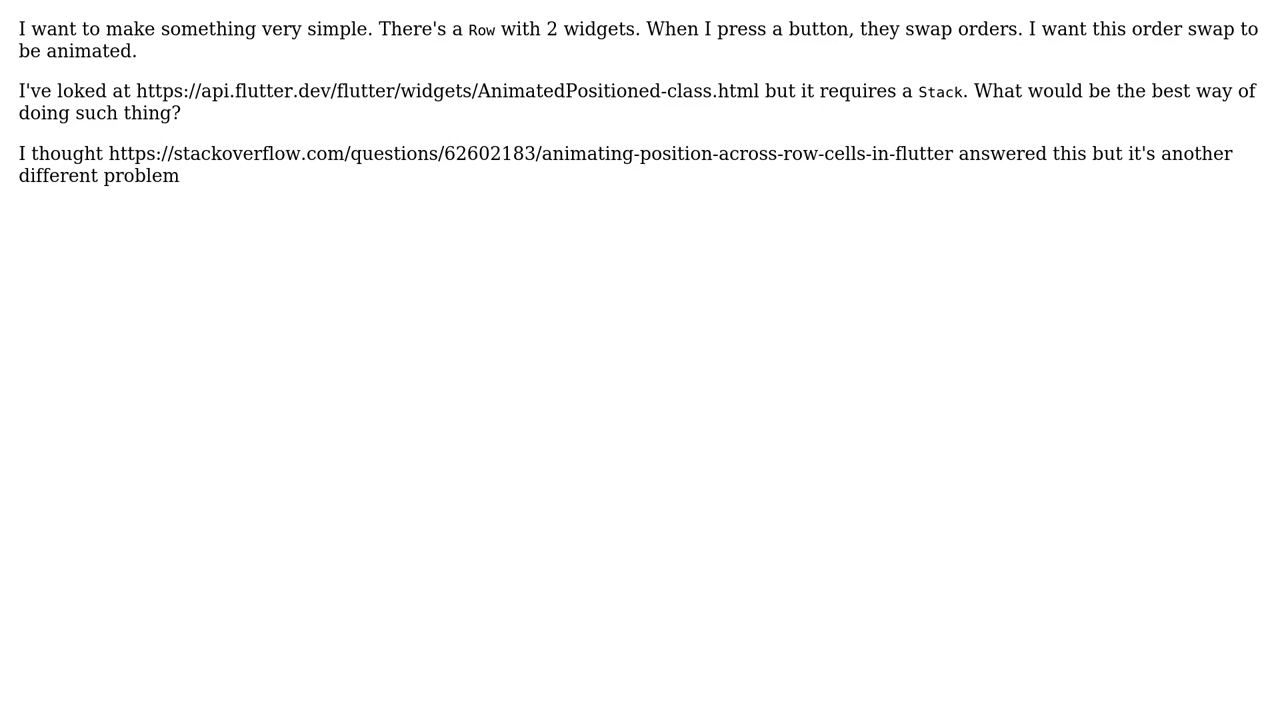 I want to make something very simple. There's a Row with 2 widgets. When I press a button, they swap orders. I want this order swap to
be animated.
I've loked at https://api.flutter.dev/flutter/widgets/AnimatedPositioned-class.html but it requires a Stack. What would be the best way of
doing such thing?
I thought https://stackoverflow.com/questions/62602183/animating-position-across-row-cells-in-flutter answered this but it's another
different problem